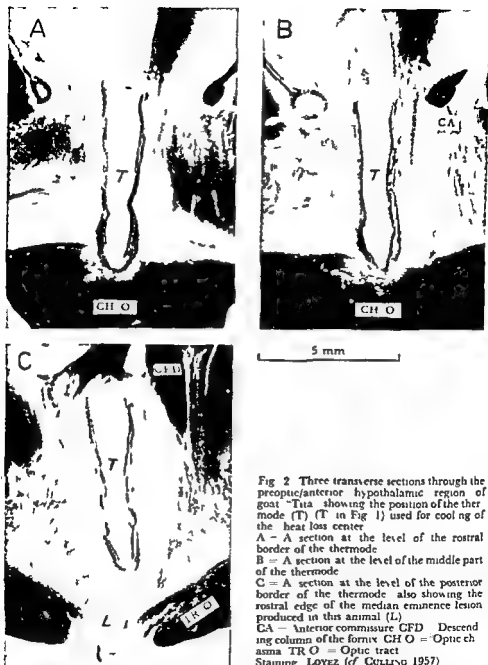 A
B
T
CA
T
CH O
CH O
C
CFD
5 mm
T
L
TR O
Fig 2 Three transverse sections through the
preoptic/anterior hypothalamic region of
goat "Tita showing the position of the ther
mode (T) (T in Fig 1) used for cooling of
the heat loss center
A – A section at the level of the rostral
border of the thermode
B = A section at the level of the middle part
of the thermode
C = A section at the level of the posterior
border of the thermode also showing the
rostral edge of the median eminence lesion
produced in this animal (L)
CA – Anterior commissure CFD Descend
ing column of the fornix CH O = Optic ch
asma TR O = Optic tract
Staining LOYEZ (cf CULLING 1957)